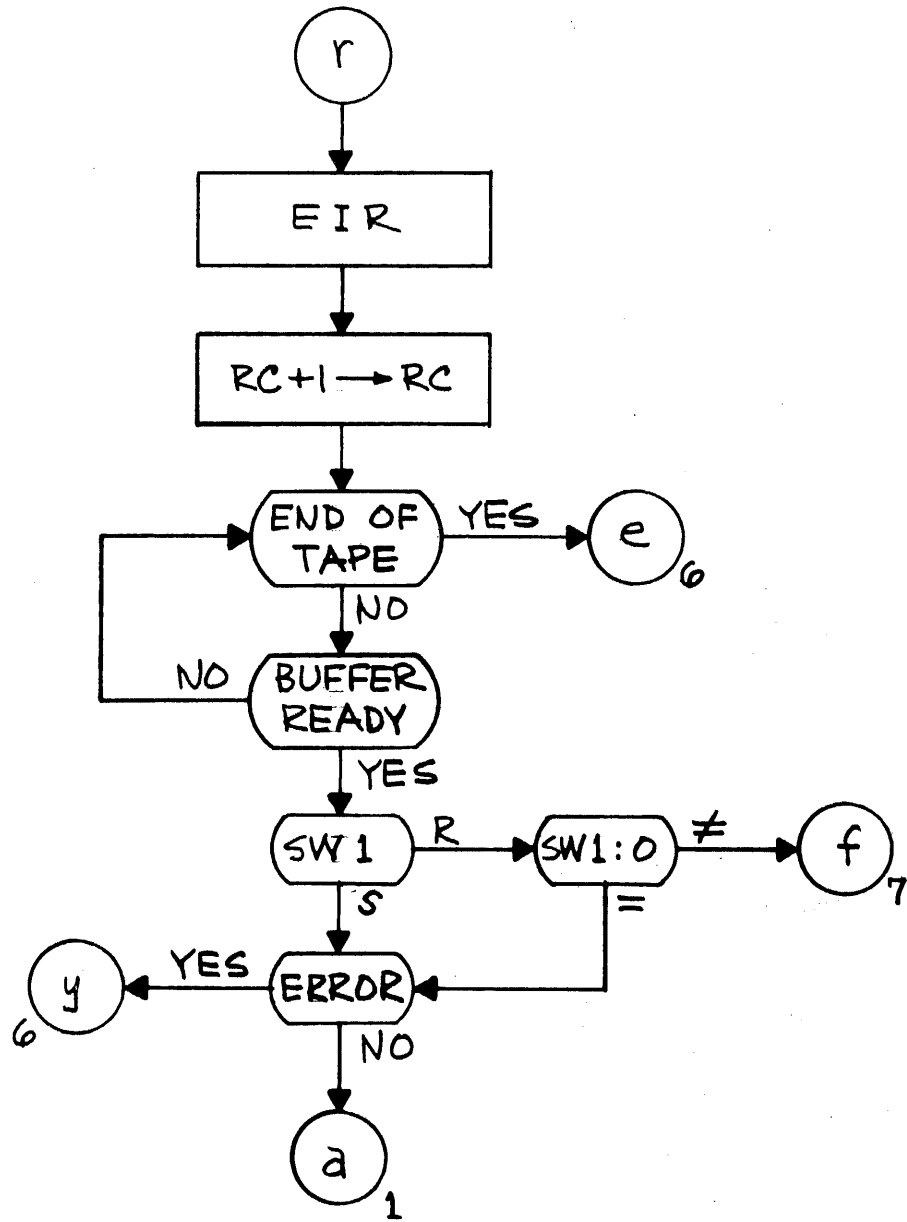 r
EIR
RC+1→RC
END OF
TAPE
YES
e
6
NO
BUFFER
READY
NO
YES
SW1
R
SW1:0
≠
f
7
S
=
ERROR
YES
y
6
NO
a
1